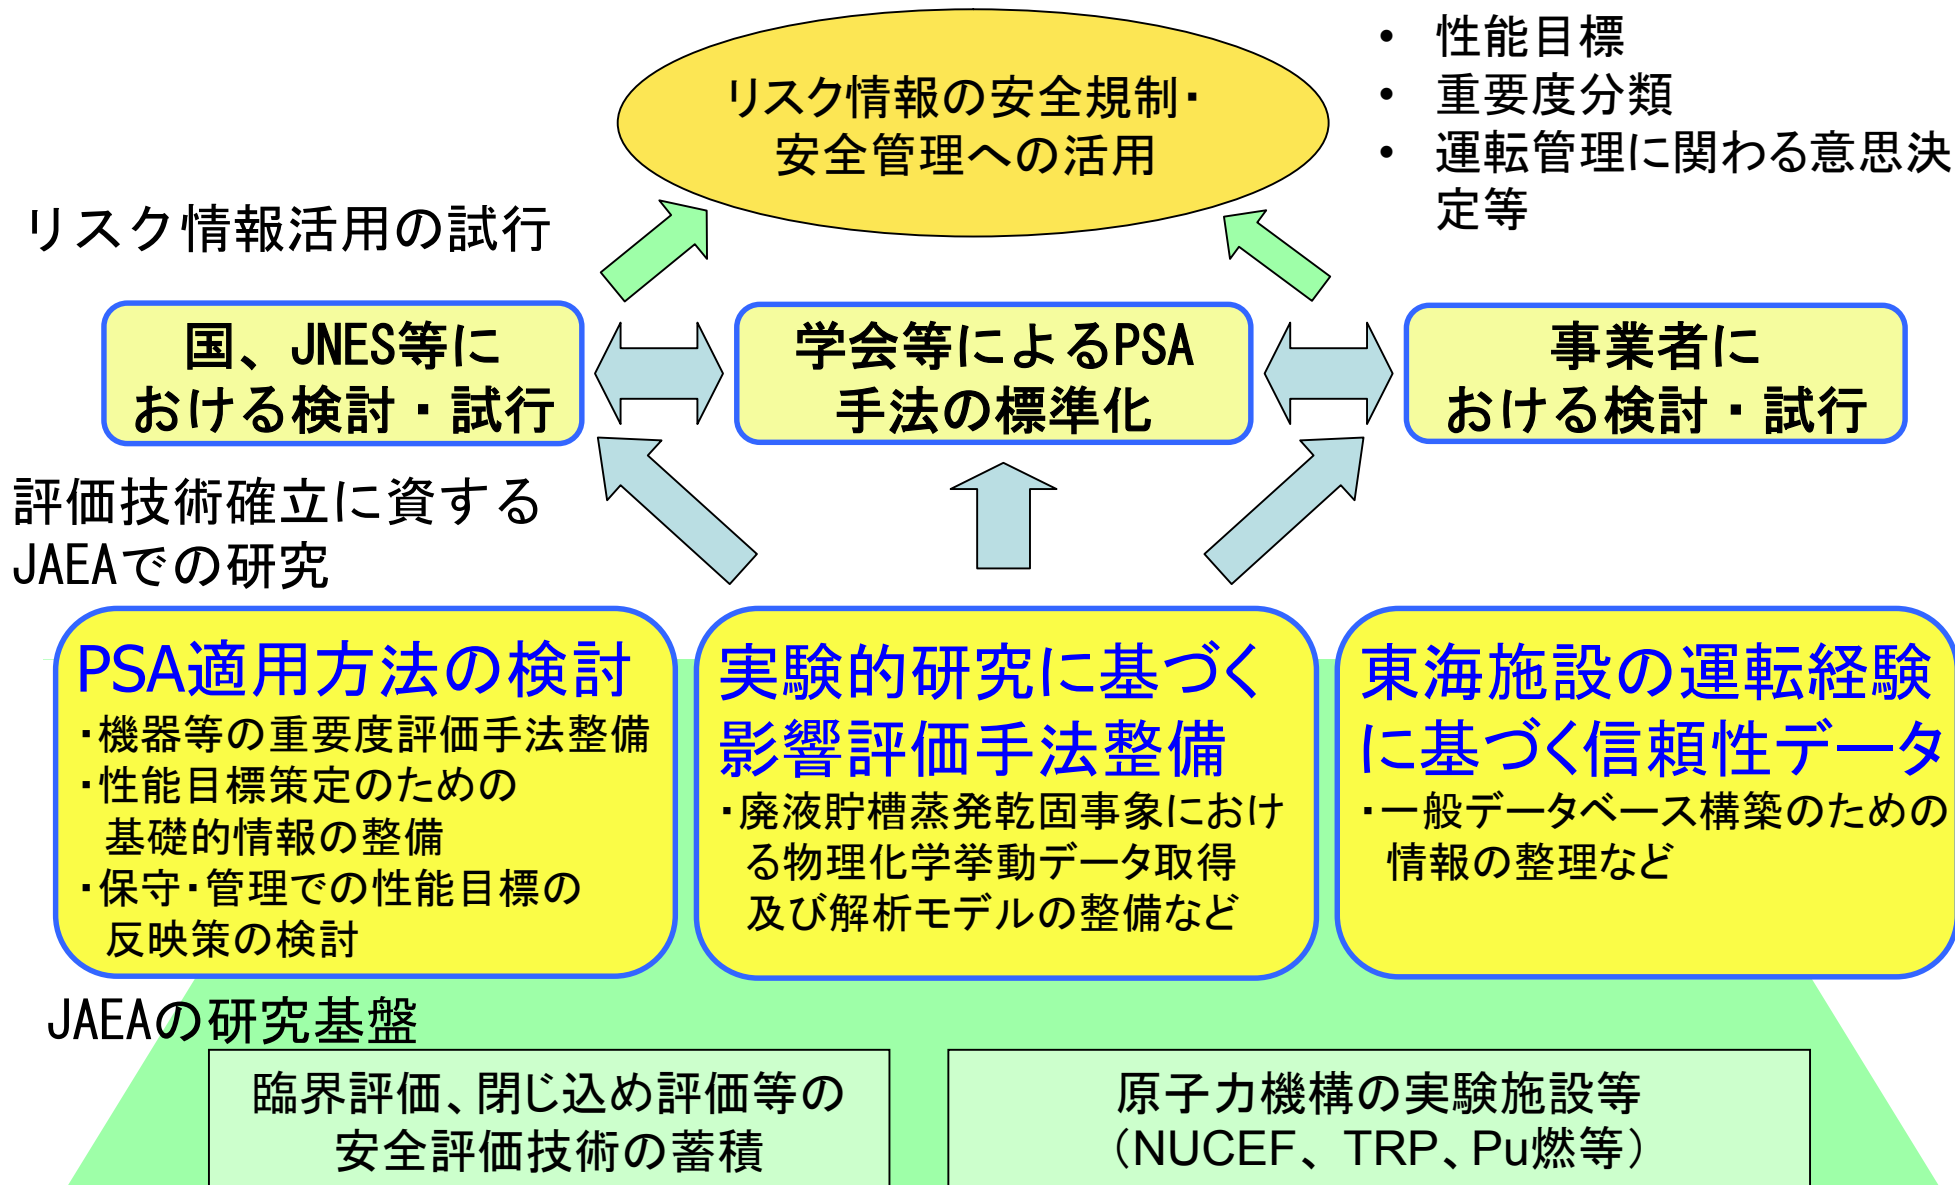 リスク情報の安全規制・
安全管理への活用
• 性能目標
• 重要度分類
• 運転管理に関わる意思決
定等
リスク情報活用の試行
国、JNES等に
おける検討・試行
学会等によるPSA
手法の標準化
事業者に
おける検討・試行
評価技術確立に資する
JAEAでの研究
PSA適用方法の検討
・機器等の重要度評価手法整備
・性能目標策定のための
基礎的情報の整備
・保守・管理での性能目標の
反映策の検討
実験的研究に基づく
影響評価手法整備
・廃液貯槽蒸発乾固事象におけ
る物理化学挙動データ取得
及び解析モデルの整備など
東海施設の運転経験
に基づく信頼性データ
・一般データベース構築のための
情報の整理など
JAEAの研究基盤
臨界評価、閉じ込め評価等の
安全評価技術の蓄積
原子力機構の実験施設等
（NUCEF、TRP、Pu燃等）